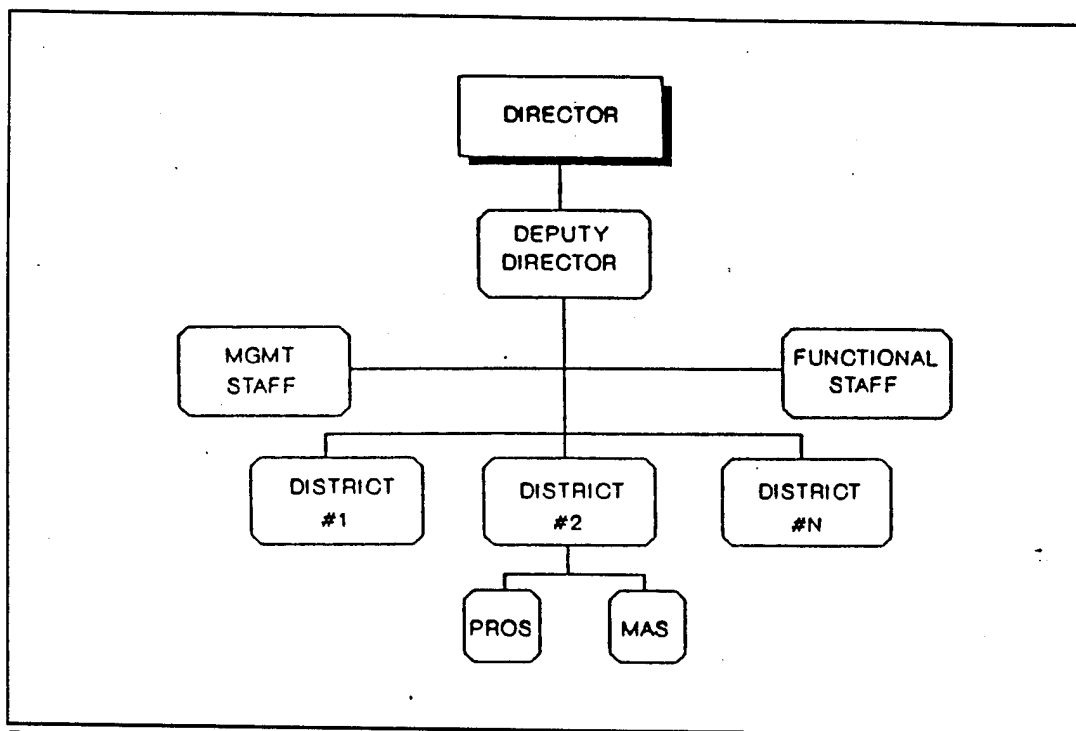 DIRECTOR
DEPUTY
DIRECTOR
MGMT
STAFF
FUNCTIONAL
STAFF
DISTRICT
#1
DISTRICT
#2
DISTRICT
#N
PROS
MAS